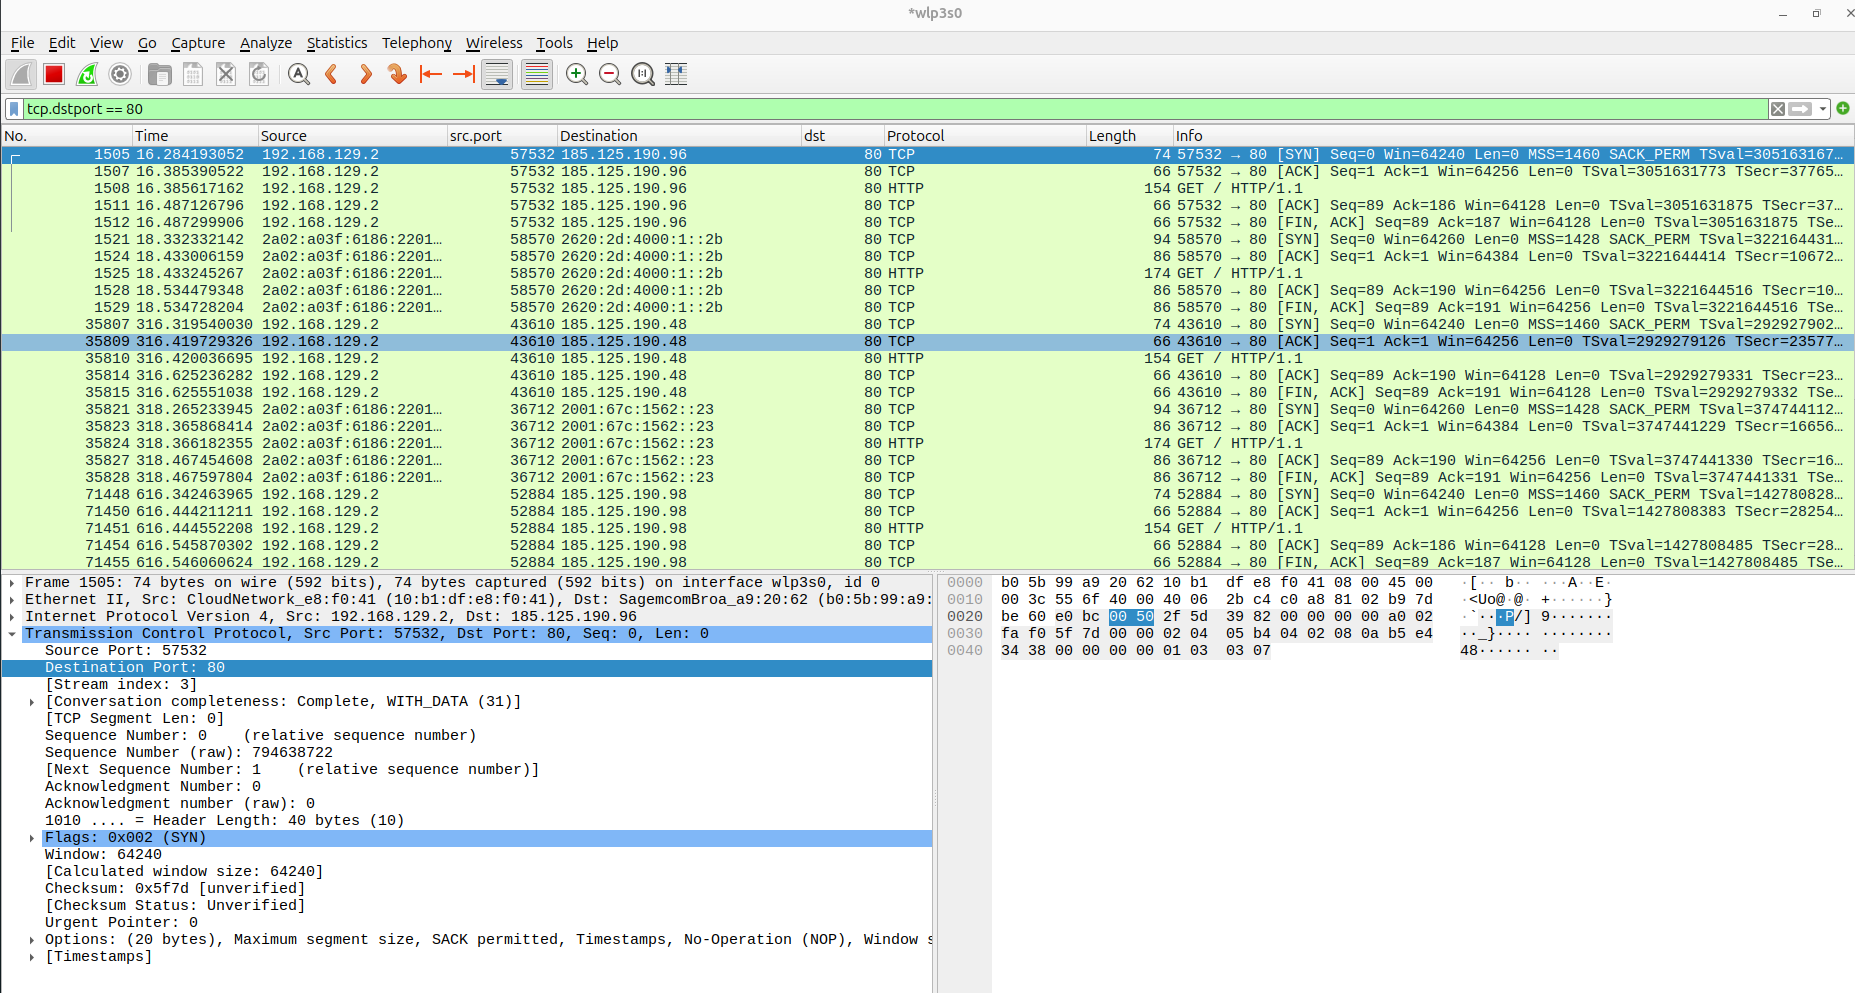 *wlp3s0
File Edit View Go Capture Analyze Statistics Telephony Wireless Tools Help
tcp.dstport == 80
No. Time Source src.port Destination dst Protocol Length Info
1505 16.284193052 192.168.129.2 57532 185.125.190.96 80 TCP 74 57532 → 80 [SYN] Seq=0 Win=64240 Len=0 MSS=1460 SACK_PERM TSval=305163167…
1507 16.385390522 192.168.129.2 57532 185.125.190.96 80 TCP 66 57532 → 80 [ACK] Seq=1 Ack=1 Win=64256 Len=0 TSval=3051631773 TSecr=37765…
1508 16.385617162 192.168.129.2 57532 185.125.190.96 80 HTTP 154 GET / HTTP/1.1
1511 16.487126796 192.168.129.2 57532 185.125.190.96 80 TCP 66 57532 → 80 [ACK] Seq=89 Ack=186 Win=64128 Len=0 TSval=3051631875 TSecr=37…
1512 16.487299906 192.168.129.2 57532 185.125.190.96 80 TCP 66 57532 → 80 [FIN, ACK] Seq=89 Ack=187 Win=64128 Len=0 TSval=3051631875 TSe…
1521 18.332332142 2a02:a03f:6186:2201… 58570 2620:2d:4000:1::2b 80 TCP 94 58570 → 80 [SYN] Seq=0 Win=64260 Len=0 MSS=1428 SACK_PERM TSval=322164431…
1524 18.433006159 2a02:a03f:6186:2201… 58570 2620:2d:4000:1::2b 80 TCP 86 58570 → 80 [ACK] Seq=1 Ack=1 Win=64384 Len=0 TSval=3221644414 TSecr=10672…
1525 18.433245267 2a02:a03f:6186:2201… 58570 2620:2d:4000:1::2b 80 HTTP 174 GET / HTTP/1.1
1528 18.534479348 2a02:a03f:6186:2201… 58570 2620:2d:4000:1::2b 80 TCP 86 58570 → 80 [ACK] Seq=89 Ack=190 Win=64256 Len=0 TSval=3221644516 TSecr=10…
1529 18.534728204 2a02:a03f:6186:2201… 58570 2620:2d:4000:1::2b 80 TCP 86 58570 → 80 [FIN, ACK] Seq=89 Ack=191 Win=64256 Len=0 TSval=3221644516 TSe…
35807 316.319540030 192.168.129.2 43610 185.125.190.48 80 TCP 74 43610 → 80 [SYN] Seq=0 Win=64240 Len=0 MSS=1460 SACK_PERM TSval=292927902…
35809 316.419729326 192.168.129.2 43610 185.125.190.48 80 TCP 66 43610 → 80 [ACK] Seq=1 Ack=1 Win=64256 Len=0 TSval=2929279126 TSecr=23577…
35810 316.420036695 192.168.129.2 43610 185.125.190.48 80 HTTP 154 GET / HTTP/1.1
35814 316.625236282 192.168.129.2 43610 185.125.190.48 80 TCP 66 43610 → 80 [ACK] Seq=89 Ack=190 Win=64128 Len=0 TSval=2929279331 TSecr=23…
35815 316.625551038 192.168.129.2 43610 185.125.190.48 80 TCP 66 43610 → 80 [FIN, ACK] Seq=89 Ack=191 Win=64128 Len=0 TSval=2929279332 TSe…
35821 318.265233945 2a02:a03f:6186:2201… 36712 2001:67c:1562::23 80 TCP 94 36712 → 80 [SYN] Seq=0 Win=64260 Len=0 MSS=1428 SACK_PERM TSval=374744112…
35823 318.365868414 2a02:a03f:6186:2201… 36712 2001:67c:1562::23 80 TCP 86 36712 → 80 [ACK] Seq=1 Ack=1 Win=64384 Len=0 TSval=3747441229 TSecr=16656…
35824 318.366182355 2a02:a03f:6186:2201… 36712 2001:67c:1562::23 80 HTTP 174 GET / HTTP/1.1
35827 318.467454608 2a02:a03f:6186:2201… 36712 2001:67c:1562::23 80 TCP 86 36712 → 80 [ACK] Seq=89 Ack=190 Win=64256 Len=0 TSval=3747441330 TSecr=16…
35828 318.467597804 2a02:a03f:6186:2201… 36712 2001:67c:1562::23 80 TCP 86 36712 → 80 [FIN, ACK] Seq=89 Ack=191 Win=64256 Len=0 TSval=3747441331 TSe…
71448 616.342463965 192.168.129.2 52884 185.125.190.98 80 TCP 74 52884 → 80 [SYN] Seq=0 Win=64240 Len=0 MSS=1460 SACK_PERM TSval=142780828…
71450 616.444211211 192.168.129.2 52884 185.125.190.98 80 TCP 66 52884 → 80 [ACK] Seq=1 Ack=1 Win=64256 Len=0 TSval=1427808383 TSecr=28254…
71451 616.444552208 192.168.129.2 52884 185.125.190.98 80 HTTP 154 GET / HTTP/1.1
71454 616.545870302 192.168.129.2 52884 185.125.190.98 80 TCP 66 52884 → 80 [ACK] Seq=89 Ack=186 Win=64128 Len=0 TSval=1427808485 TSecr=28…
71455 616.546060624 192.168.129.2 52884 185.125.190.98 80 TCP 66 52884 → 80 [FIN, ACK] Seq=89 Ack=187 Win=64128 Len=0 TSval=1427808485 TSe…
Frame 1505: 74 bytes on wire (592 bits), 74 bytes captured (592 bits) on interface wlp3s0, id 0
Ethernet II, Src: CloudNetwork_e8:f0:41 (10:b1:df:e8:f0:41), Dst: SagemcomBroa_a9:20:62 (b0:5b:99:a9:
Internet Protocol Version 4, Src: 192.168.129.2, Dst: 185.125.190.96
Transmission Control Protocol, Src Port: 57532, Dst Port: 80, Seq: 0, Len: 0
Source Port: 57532
Destination Port: 80
[Stream index: 3]
[Conversation completeness: Complete, WITH_DATA (31)]
[TCP Segment Len: 0]
Sequence Number: 0 (relative sequence number)
Sequence Number (raw): 794638722
[Next Sequence Number: 1 (relative sequence number)]
Acknowledgment Number: 0
Acknowledgment number (raw): 0
1010 .... = Header Length: 40 bytes (10)
Flags: 0x002 (SYN)
Window: 64240
[Calculated window size: 64240]
Checksum: 0x5f7d [unverified]
[Checksum Status: Unverified]
Urgent Pointer: 0
Options: (20 bytes), Maximum segment size, SACK permitted, Timestamps, No-Operation (NOP), Window s
[Timestamps]
0000 b0 5b 99 a9 20 62 10 b1 df e8 f0 41 08 00 45 00 ·[·· b·· ···A··E·
0010 00 3c 55 6f 40 00 40 06 2b c4 c0 a8 81 02 b9 7d ·<Uo@·@· +······}
0020 be 60 e0 bc 00 50 2f 5d 39 82 00 00 00 00 a0 02 ·`···P/] 9·······
0030 fa f0 5f 7d 00 00 02 04 05 b4 04 02 08 0a b5 e4 ··_}···· ········
0040 34 38 00 00 00 00 01 03 03 07 48······ ··